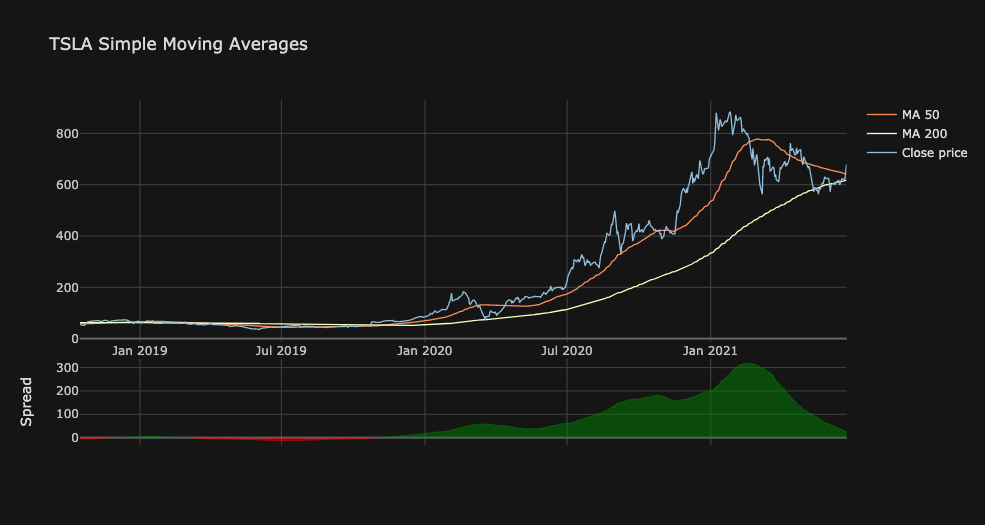 TSLA Simple Moving Averages
MA 50
MA 200
Close price
800
600
400
200
0
Jan 2019
Jul 2019
Jan 2020
Jul 2020
Jan 2021
Spread
300
200
100
0